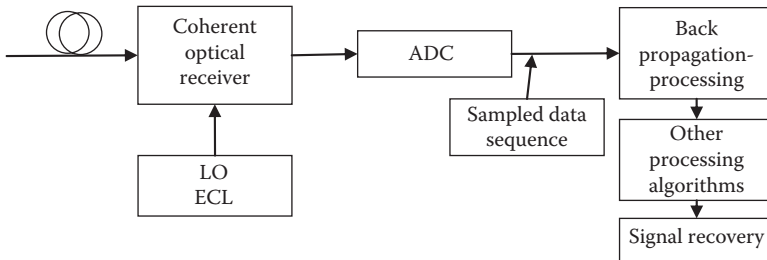 Coherent
optical
receiver
ADC
Back
propagation-
processing
Sampled data
sequence
Other
processing
algorithms
LO
ECL
Signal recovery